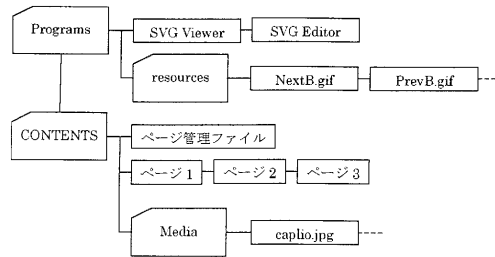 Programs
SVG Viewer
SVG Editor
resources
NextB.gif
PrevB.gif
CONTENTS
ページ管理ファイル
ページ 1
ページ 2
ページ 3
Media
caplio.jpg